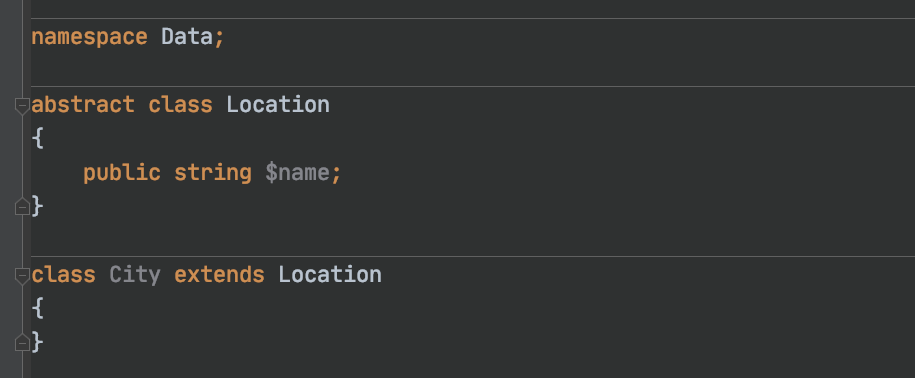 namespace Data;
abstract class Location
{
    public string $name;
}
class City extends Location
{
}